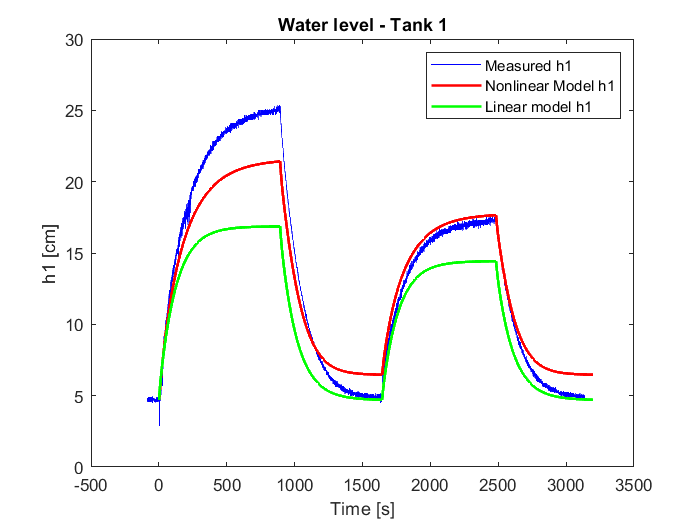 Water level - Tank 1
Measured h1
Nonlinear Model h1
Linear model h1
h1 [cm]
30
25
20
15
10
5
0
-500
0
500
1000
1500
2000
2500
3000
3500
Time [s]